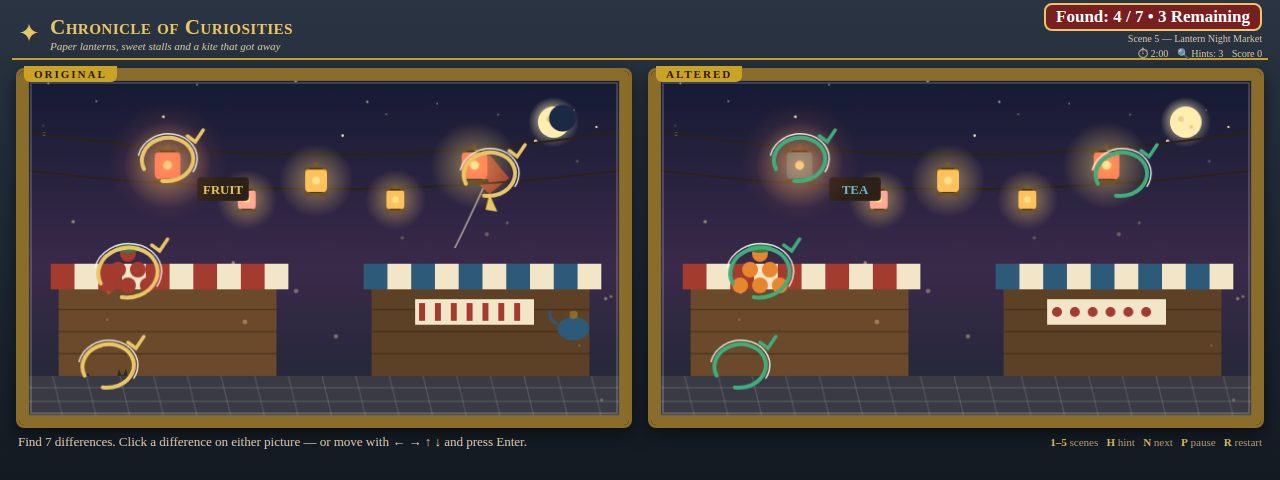 ✦ Chronicle of Curiosities
Paper lanterns, sweet stalls and a kite that got away
Found: 4 / 7 • 3 Remaining
Scene 5 — Lantern Night Market
⏱ 2:00 🔍 Hints: 3 Score 0
ORIGINAL
ALTERED
FRUIT
TEA
Find 7 differences. Click a difference on either picture — or move with ← → ↑ ↓ and press Enter.
1–5 scenes H hint N next P pause R restart